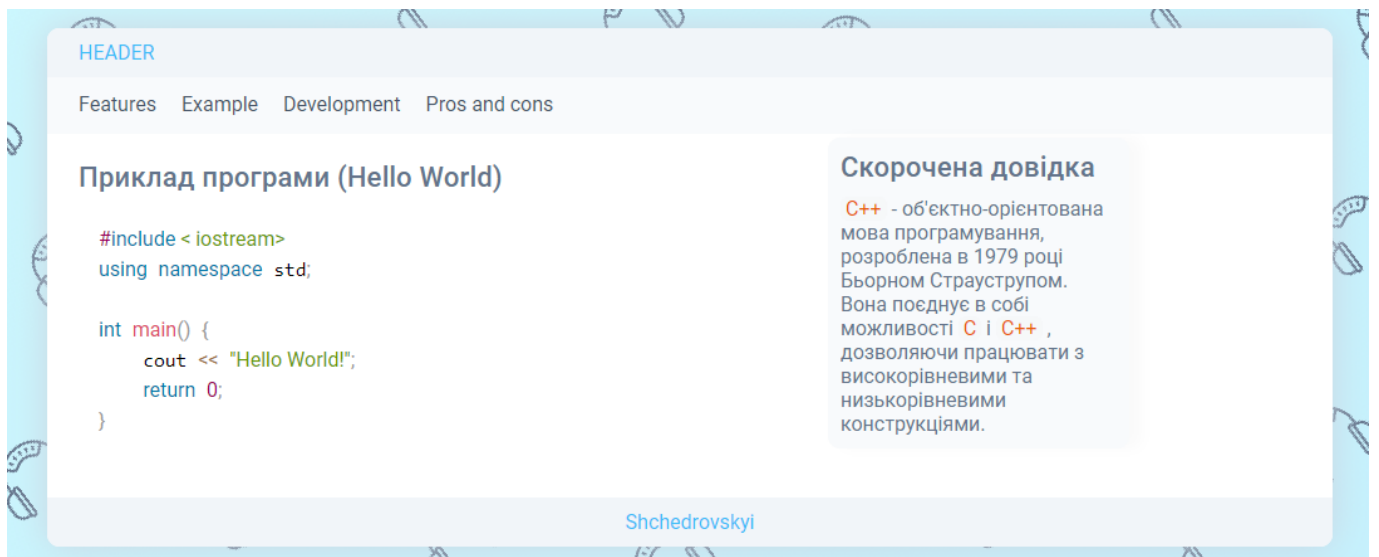 HEADER
Features Example Development Pros and cons
Приклад програми (Hello World)
#include < iostream>
using namespace std;
int main() {
cout << "Hello World!";
return 0;
}
Скорочена довідка
C++ - об'єктно-орієнтована
мова програмування,
розроблена в 1979 році
Бьорном Страуструпом.
Вона поєднує в собі
можливості C і C++ ,
дозволяючи працювати з
високорівневими та
низькорівневими
конструкціями.
Shchedrovskyi